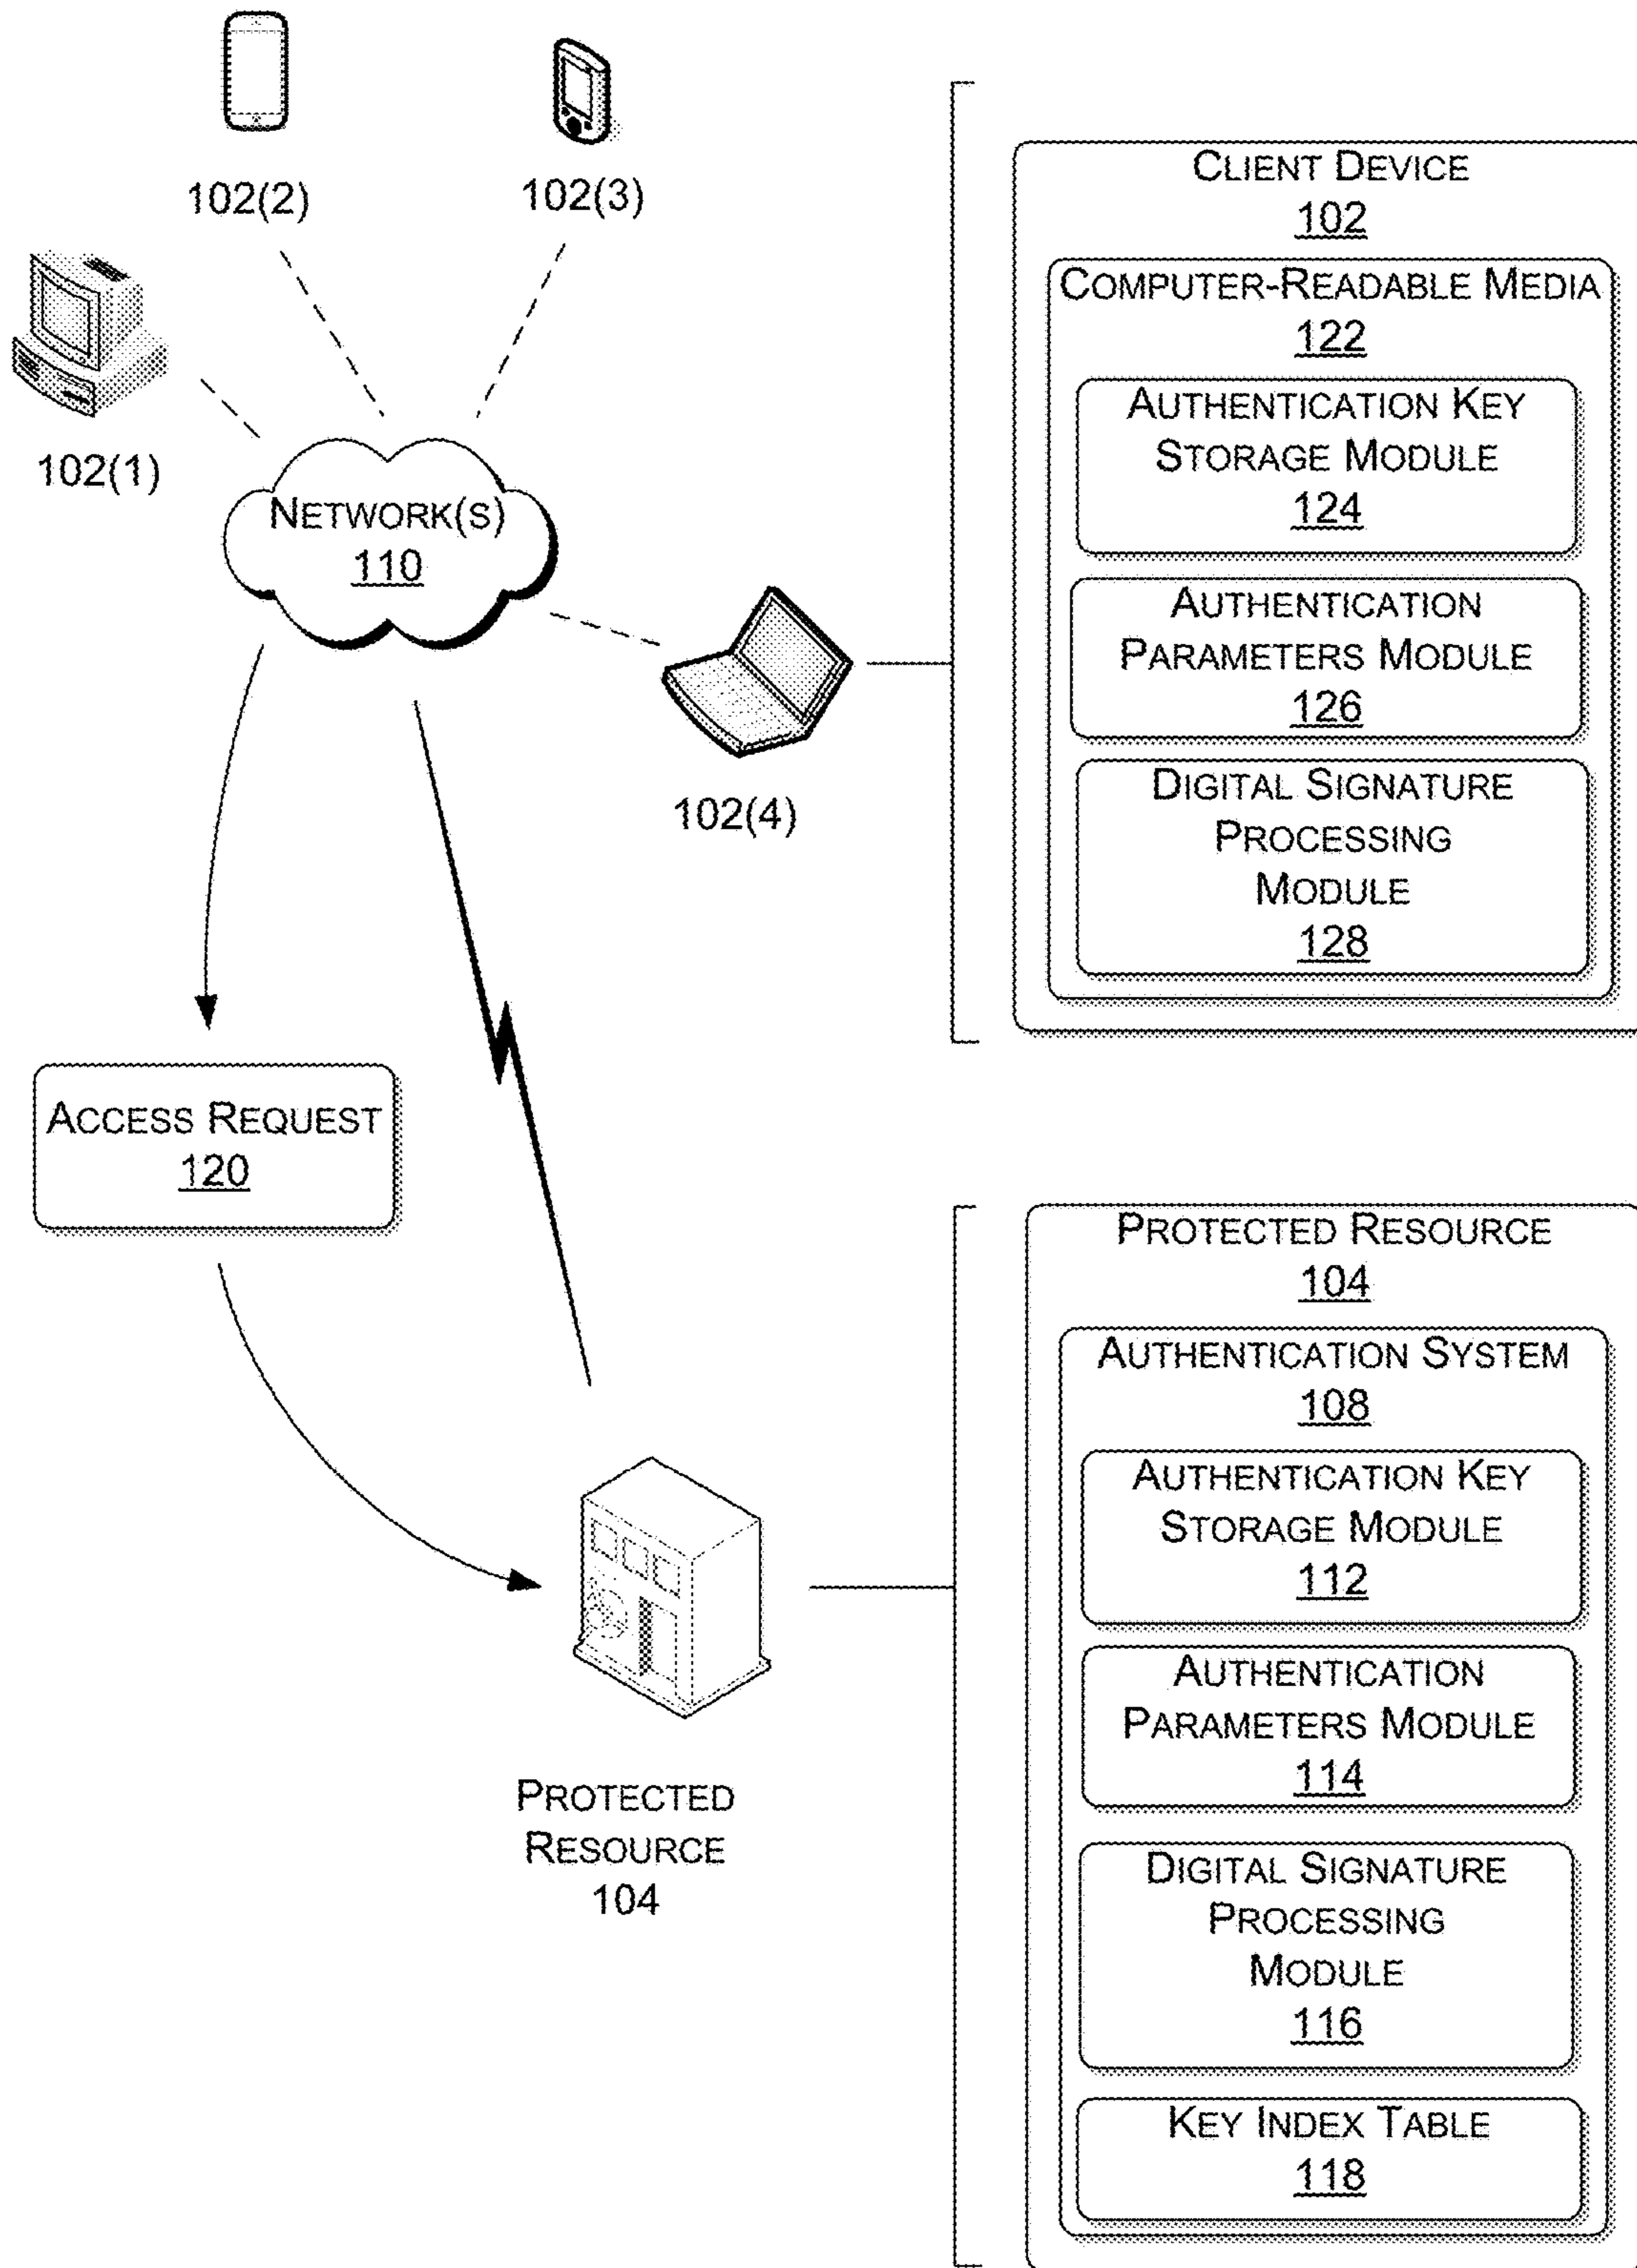 102(2)
102(3)
102(1)
NETWORK(S)
110
102(4)
CLIENT DEVICE
102
COMPUTER-READABLE MEDIA
122
AUTHENTICATION KEY
STORAGE MODULE
124
AUTHENTICATION
PARAMETERS MODULE
126
DIGITAL SIGNATURE
PROCESSING
MODULE
128
ACCESS REQUEST
120
PROTECTED
RESOURCE
104
PROTECTED RESOURCE
104
AUTHENTICATION SYSTEM
108
AUTHENTICATION KEY
STORAGE MODULE
112
AUTHENTICATION
PARAMETERS MODULE
114
DIGITAL SIGNATURE
PROCESSING
MODULE
116
KEY INDEX TABLE
118